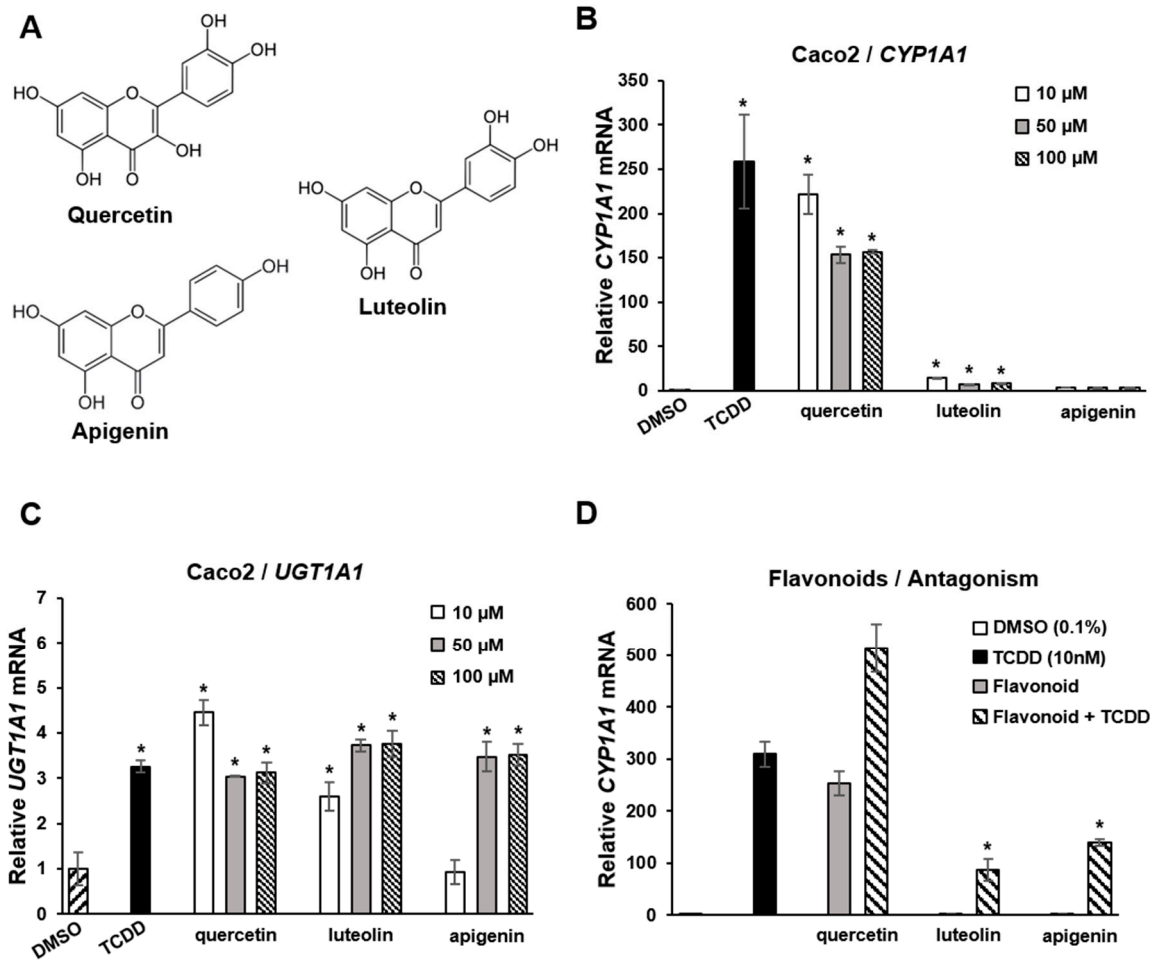 A
OH
OH
HO
O
OH
OH
O
Quercetin
OH
OH
HO
O
OH
O
Luteolin
OH
HO
O
OH
O
Apigenin
B
Caco2 / CYP1A1
Relative CYP1A1 mRNA
350
300
250
200
150
100
50
0
10 µM
50 µM
100 µM
*
*
* *
* * *
DMSO TCDD quercetin luteolin apigenin
C
Caco2 / UGT1A1
Relative UGT1A1 mRNA
7
6
5
4
3
2
1
0
10 µM
50 µM
100 µM
*
*
* *
*
* *
* *
DMSO TCDD quercetin luteolin apigenin
D
Flavonoids / Antagonism
Relative CYP1A1 mRNA
600
500
400
300
200
100
0
DMSO (0.1%)
TCDD (10nM)
Flavonoid
Flavonoid + TCDD
*
*
quercetin luteolin apigenin